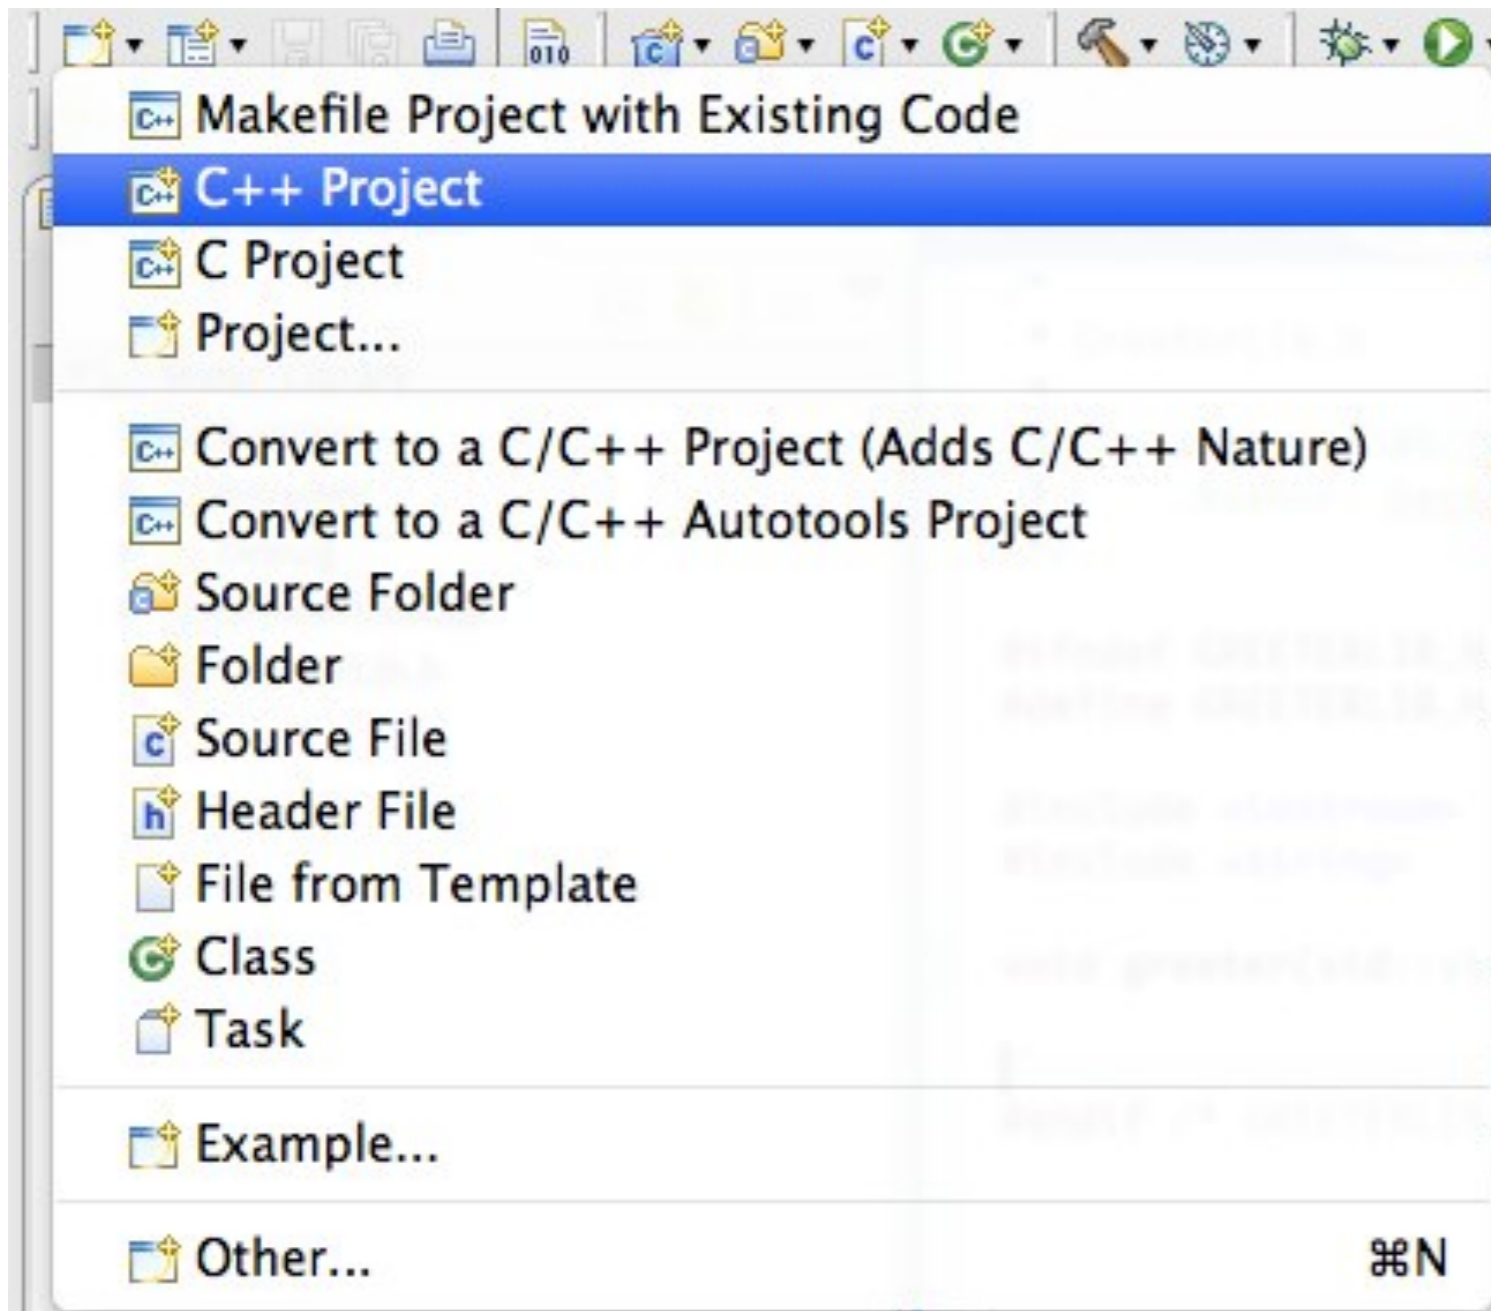 010
Makefile Project with Existing Code
C++ Project
C Project
Project...
Convert to a C/C++ Project (Adds C/C++ Nature)
Convert to a C/C++ Autotools Project
Source Folder
Folder
Source File
Header File
File from Template
Class
Task
Example...
Other... ⌘N